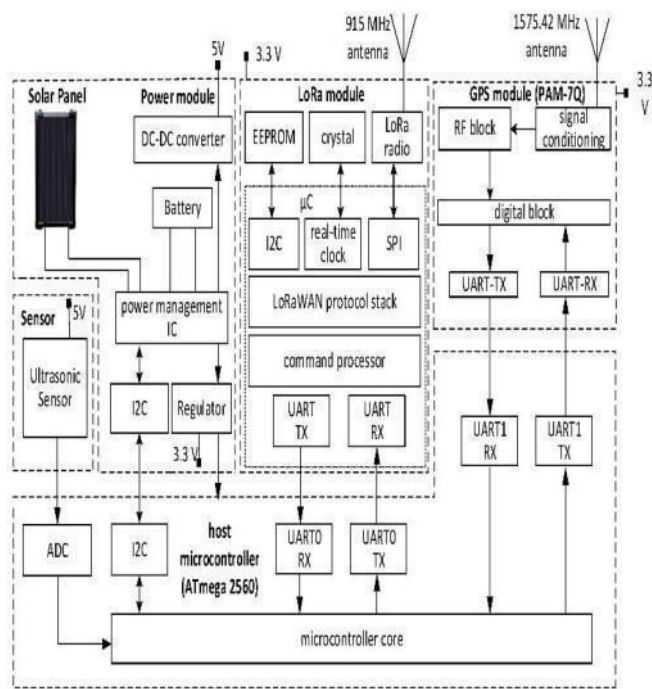 915 MHz
antenna
1575.42 MHz
antenna
5V
3.3 V
3.3
V
Solar Panel
Power module
LoRa module
GPS module (PAM-7Q)
DC-DC converter
EEPROM
crystal
LoRa
radio
RF block
signal
conditioning
Battery
μC
I2C
real-time
clock
SPI
digital block
LoRaWAN protocol stack
UART-TX
UART-RX
power management
IC
Sensor
5V
command processor
Ultrasonic
Sensor
I2C
Regulator
UART
TX
UART
RX
UART1
RX
UART1
TX
3.3 V
ADC
I2C
host
microcontroller
(ATmega 2560)
UART0
RX
UART0
TX
microcontroller core